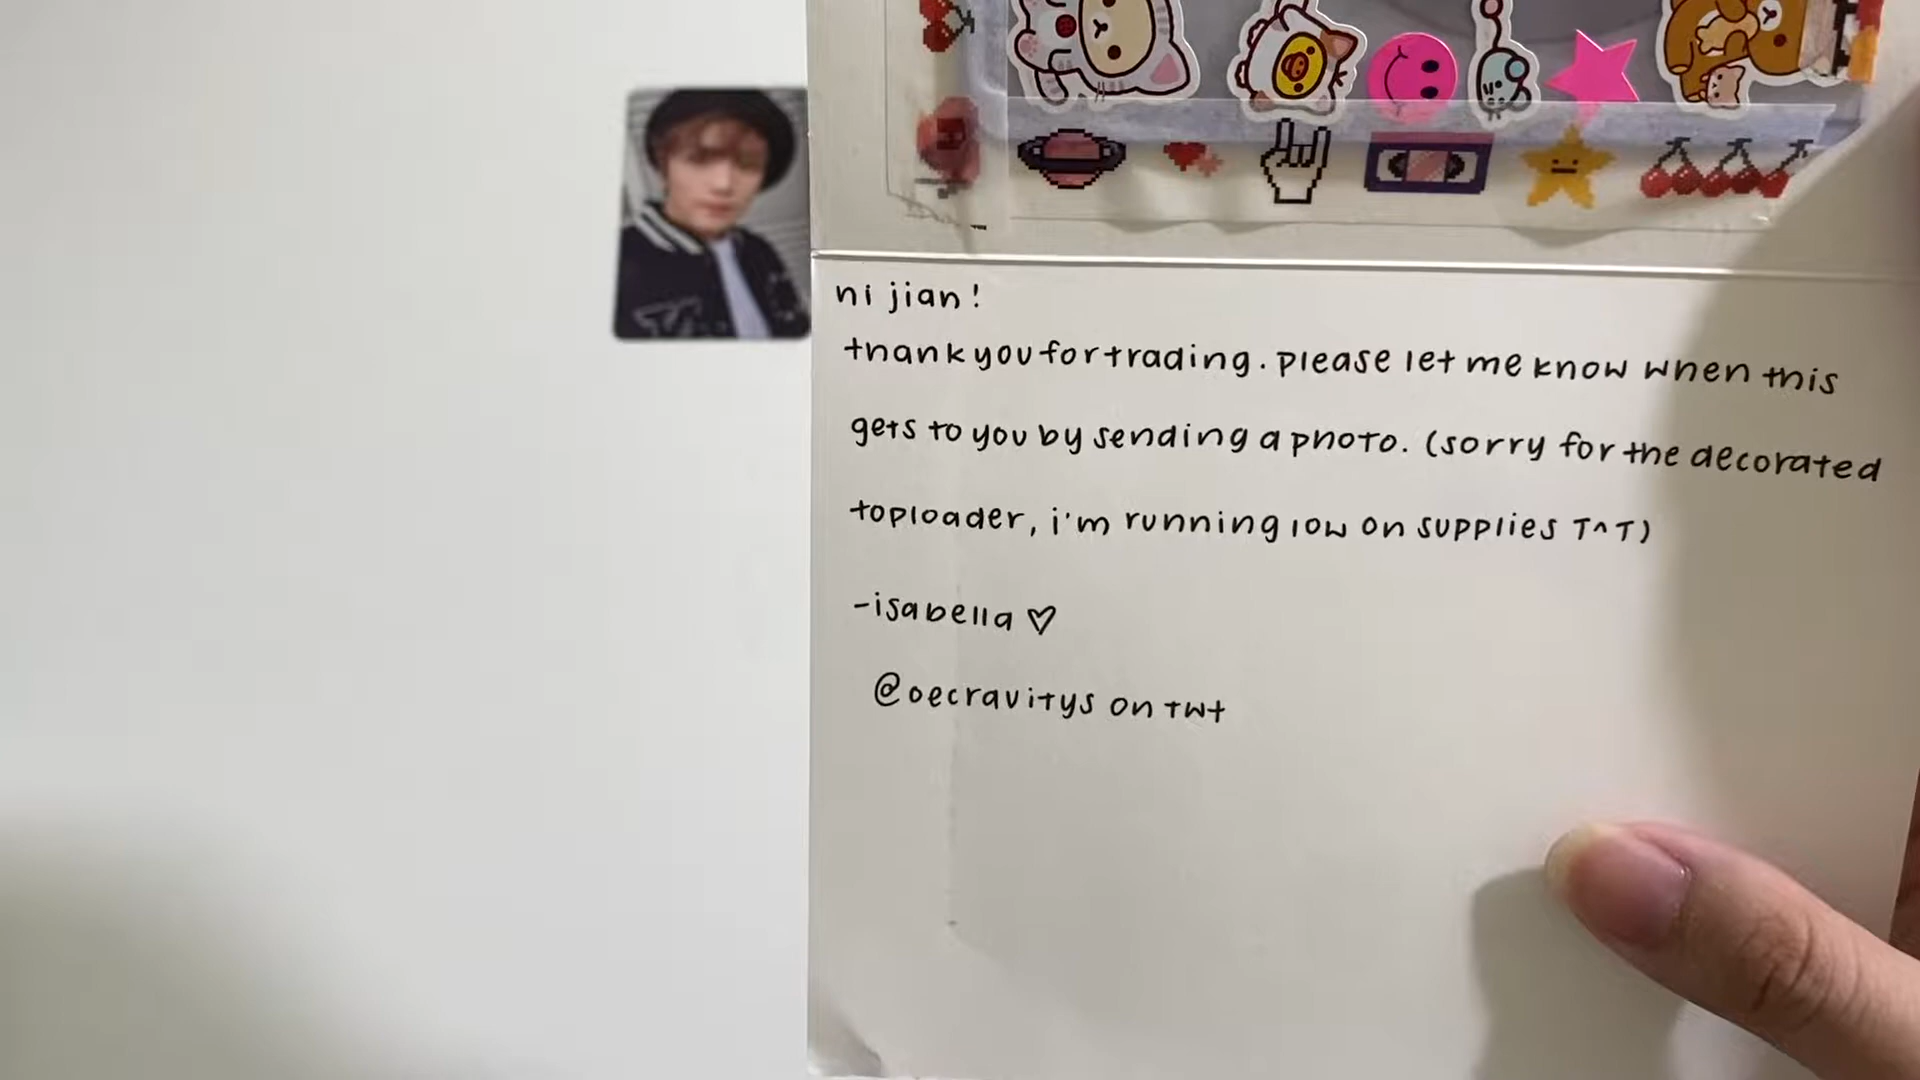 hi jian!
thank you for trading. please let me know when this
gets to you by sending a photo. (sorry for the decorated
toploader, i'm running low on supplies T^T)
-isabella ♡
@oecravitys on twt